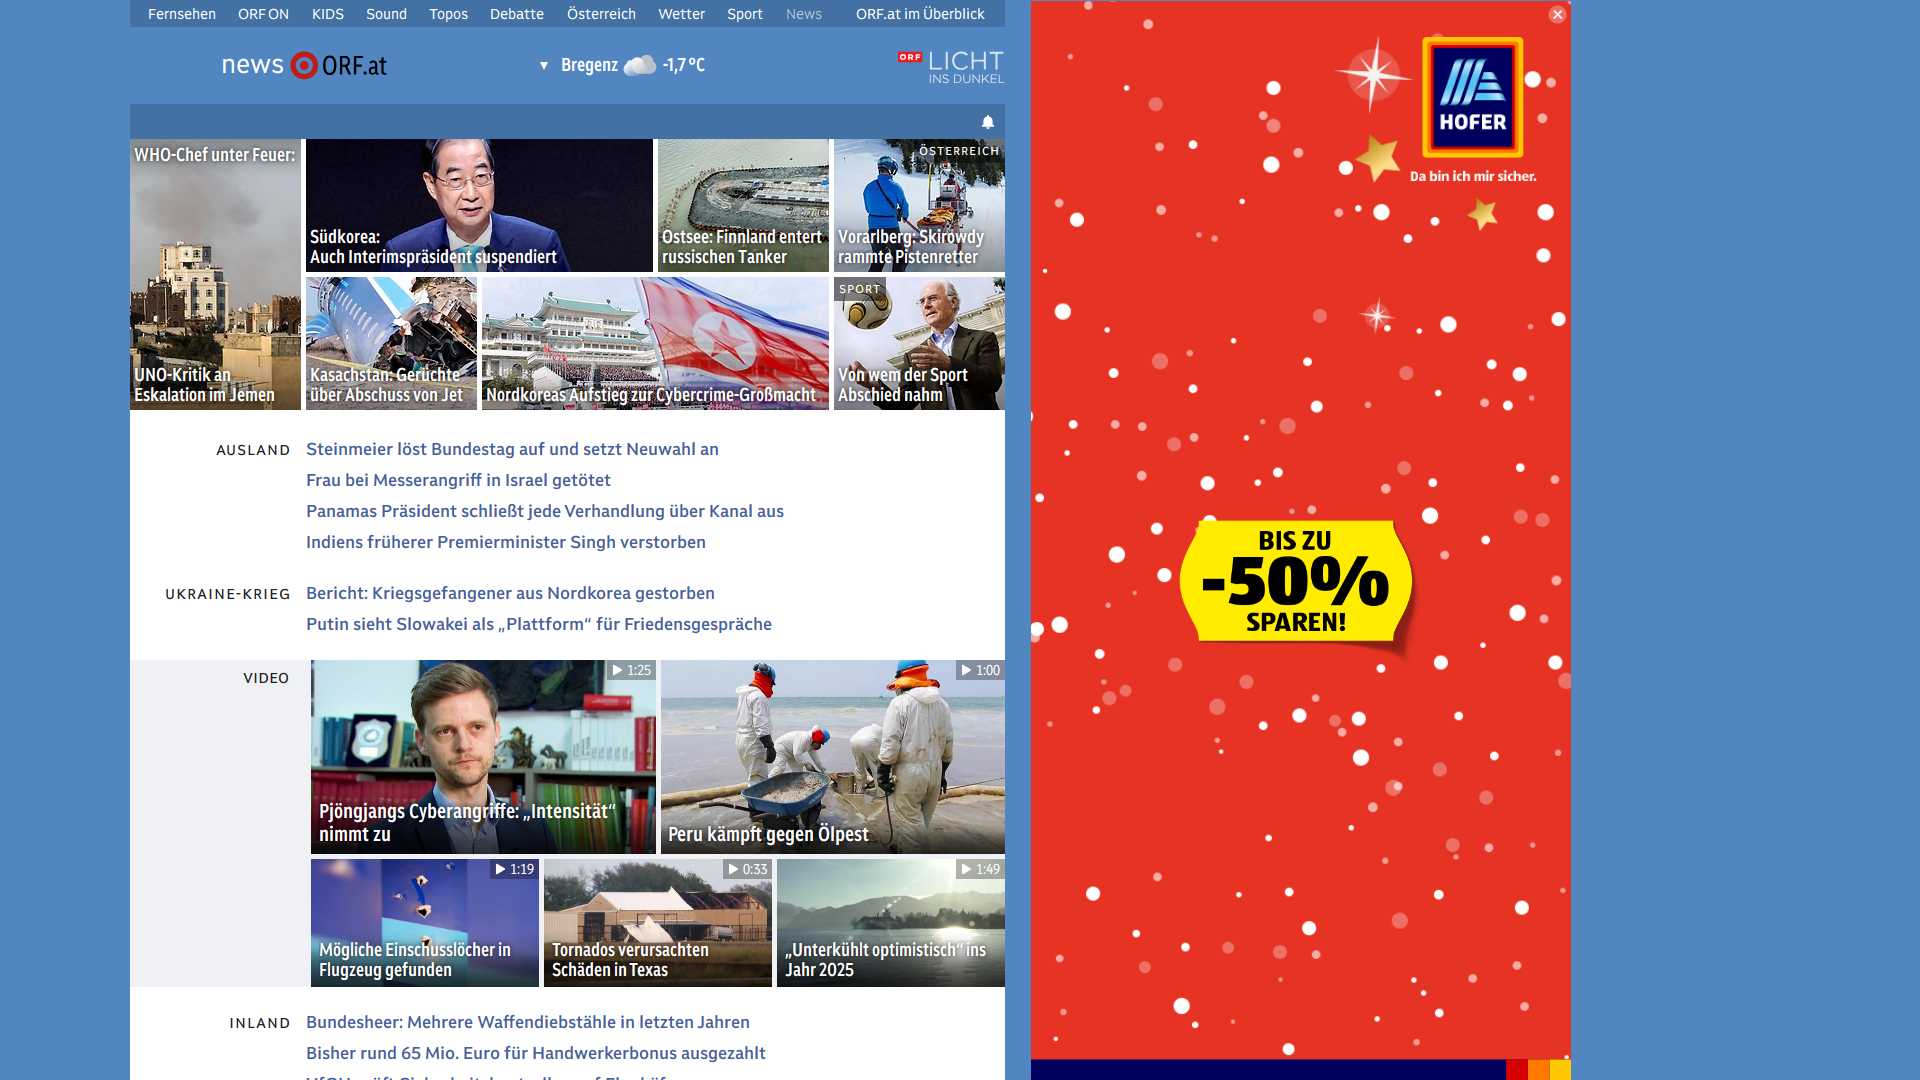 Fernsehen ORF ON KIDS Sound Topos Debatte Österreich Wetter Sport News ORF.at im Überblick
news ORF.at
▼ Bregenz -1,7 °C
ORF LICHT
INS DUNKEL
WHO-Chef unter Feuer:
UNO-Kritik an
Eskalation im Jemen
Südkorea:
Auch Interimspräsident suspendiert
Ostsee: Finnland entert
russischen Tanker
ÖSTERREICH
Vorarlberg: Skirowdy
rammte Pistenretter
Kasachstan: Gerüchte
über Abschuss von Jet
Nordkoreas Aufstieg zur Cybercrime-Großmacht
SPORT
Von wem der Sport
Abschied nahm
AUSLAND
Steinmeier löst Bundestag auf und setzt Neuwahl an
Frau bei Messerangriff in Israel getötet
Panamas Präsident schließt jede Verhandlung über Kanal aus
Indiens früherer Premierminister Singh verstorben
UKRAINE-KRIEG
Bericht: Kriegsgefangener aus Nordkorea gestorben
Putin sieht Slowakei als „Plattform“ für Friedensgespräche
VIDEO
1:25
Pjöngjangs Cyberangriffe: „Intensität“
nimmt zu
1:00
Peru kämpft gegen Ölpest
1:19
Mögliche Einschusslöcher in
Flugzeug gefunden
0:33
Tornados verursachten
Schäden in Texas
1:49
„Unterkühlt optimistisch“ ins
Jahr 2025
INLAND
Bundesheer: Mehrere Waffendiebstähle in letzten Jahren
Bisher rund 65 Mio. Euro für Handwerkerbonus ausgezahlt
HOFER
Da bin ich mir sicher.
BIS ZU
-50%
SPAREN!